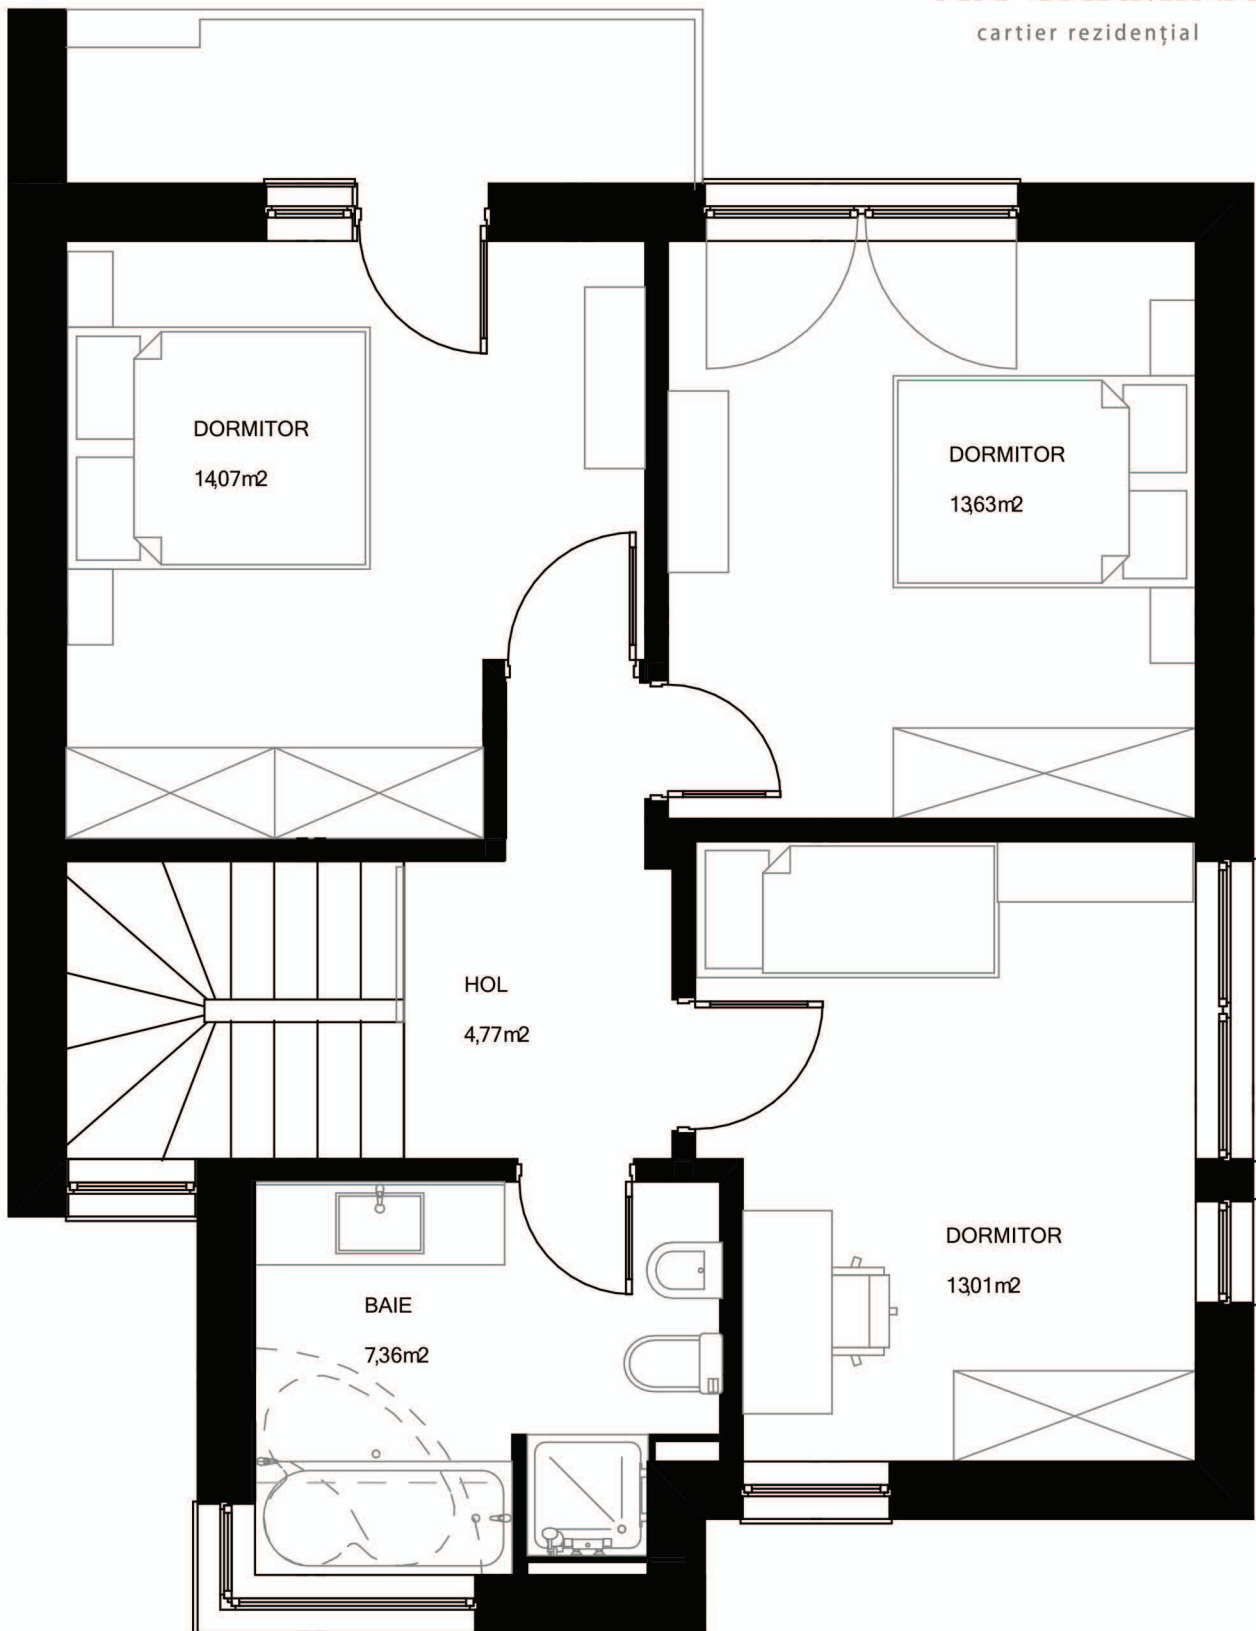 cartier rezidențial
DORMITOR
14,07m2
DORMITOR
13,63m2
HOL
4,77m2
DORMITOR
13,01m2
BAIE
7,36m2